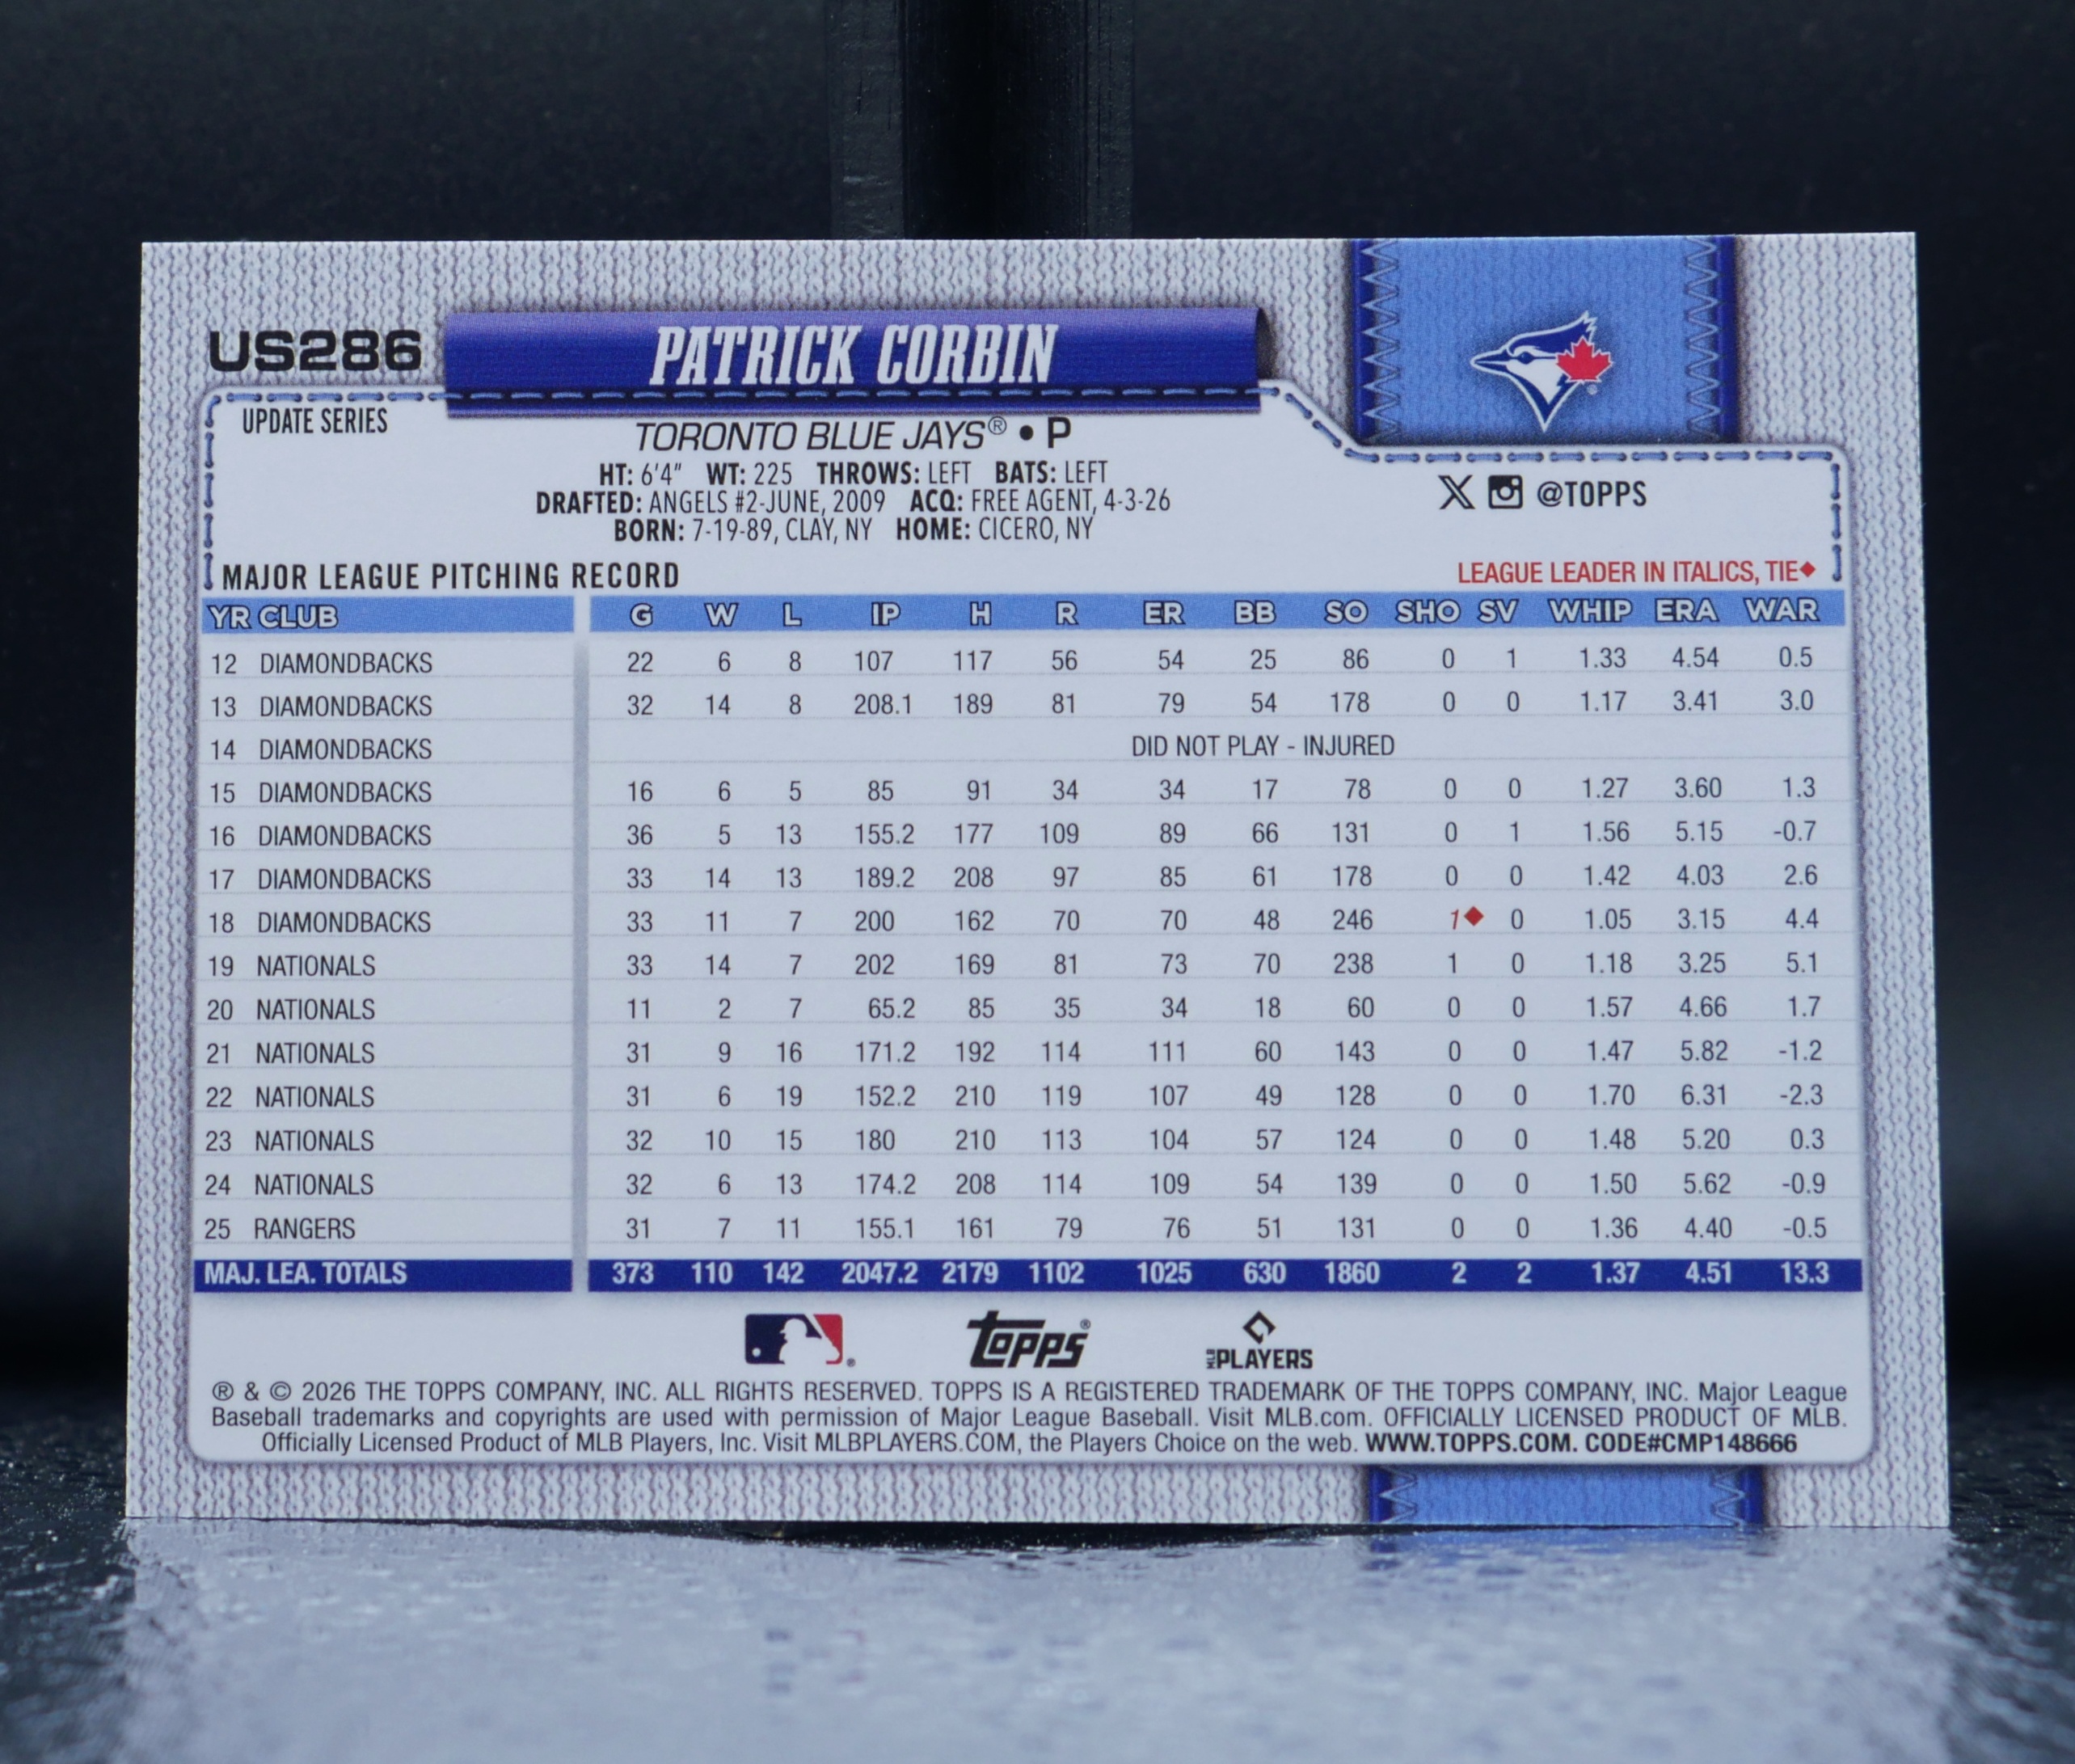 US286 PATRICK CORBIN
UPDATE SERIES
TORONTO BLUE JAYS® • P
HT: 6'4" WT: 225 THROWS: LEFT BATS: LEFT
DRAFTED: ANGELS #2-JUNE, 2009 ACQ: FREE AGENT, 4-3-26
BORN: 7-19-89, CLAY, NY HOME: CICERO, NY
X @TOPPS
MAJOR LEAGUE PITCHING RECORD LEAGUE LEADER IN ITALICS, TIE◆
YR CLUB G W L IP H R ER BB SO SHO SV WHIP ERA WAR
12 DIAMONDBACKS 22 6 8 107 117 56 54 25 86 0 1 1.33 4.54 0.5
13 DIAMONDBACKS 32 14 8 208.1 189 81 79 54 178 0 0 1.17 3.41 3.0
14 DIAMONDBACKS DID NOT PLAY - INJURED
15 DIAMONDBACKS 16 6 5 85 91 34 34 17 78 0 0 1.27 3.60 1.3
16 DIAMONDBACKS 36 5 13 155.2 177 109 89 66 131 0 1 1.56 5.15 -0.7
17 DIAMONDBACKS 33 14 13 189.2 208 97 85 61 178 0 0 1.42 4.03 2.6
18 DIAMONDBACKS 33 11 7 200 162 70 70 48 246 1◆ 0 1.05 3.15 4.4
19 NATIONALS 33 14 7 202 169 81 73 70 238 1 0 1.18 3.25 5.1
20 NATIONALS 11 2 7 65.2 85 35 34 18 60 0 0 1.57 4.66 1.7
21 NATIONALS 31 9 16 171.2 192 114 111 60 143 0 0 1.47 5.82 -1.2
22 NATIONALS 31 6 19 152.2 210 119 107 49 128 0 0 1.70 6.31 -2.3
23 NATIONALS 32 10 15 180 210 113 104 57 124 0 0 1.48 5.20 0.3
24 NATIONALS 32 6 13 174.2 208 114 109 54 139 0 0 1.50 5.62 -0.9
25 RANGERS 31 7 11 155.1 161 79 76 51 131 0 0 1.36 4.40 -0.5
MAJ. LEA. TOTALS 373 110 142 2047.2 2179 1102 1025 630 1860 2 2 1.37 4.51 13.3
® topps® MLB PLAYERS
® & © 2026 THE TOPPS COMPANY, INC. ALL RIGHTS RESERVED. TOPPS IS A REGISTERED TRADEMARK OF THE TOPPS COMPANY, INC. Major League
Baseball trademarks and copyrights are used with permission of Major League Baseball. Visit MLB.com. OFFICIALLY LICENSED PRODUCT OF MLB.
Officially Licensed Product of MLB Players, Inc. Visit MLBPLAYERS.COM, the Players Choice on the web. WWW.TOPPS.COM. CODE#CMP148666